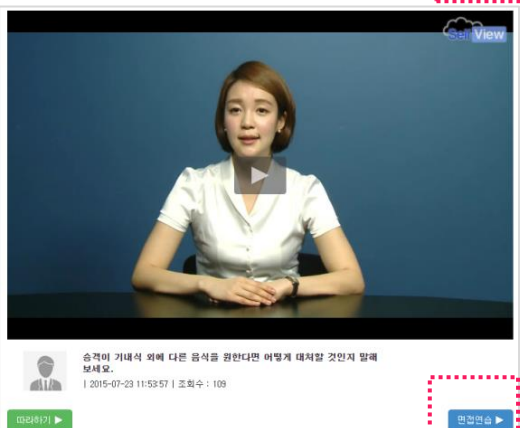 Self View
승객이 기내식 외에 다른 음식을 원한다면 어떻게 대처할 것인지 말해
보세요.
| 2015-07-23 11:53:57 | 조회수 : 109
따라하기 ▶
면접연습 ▶